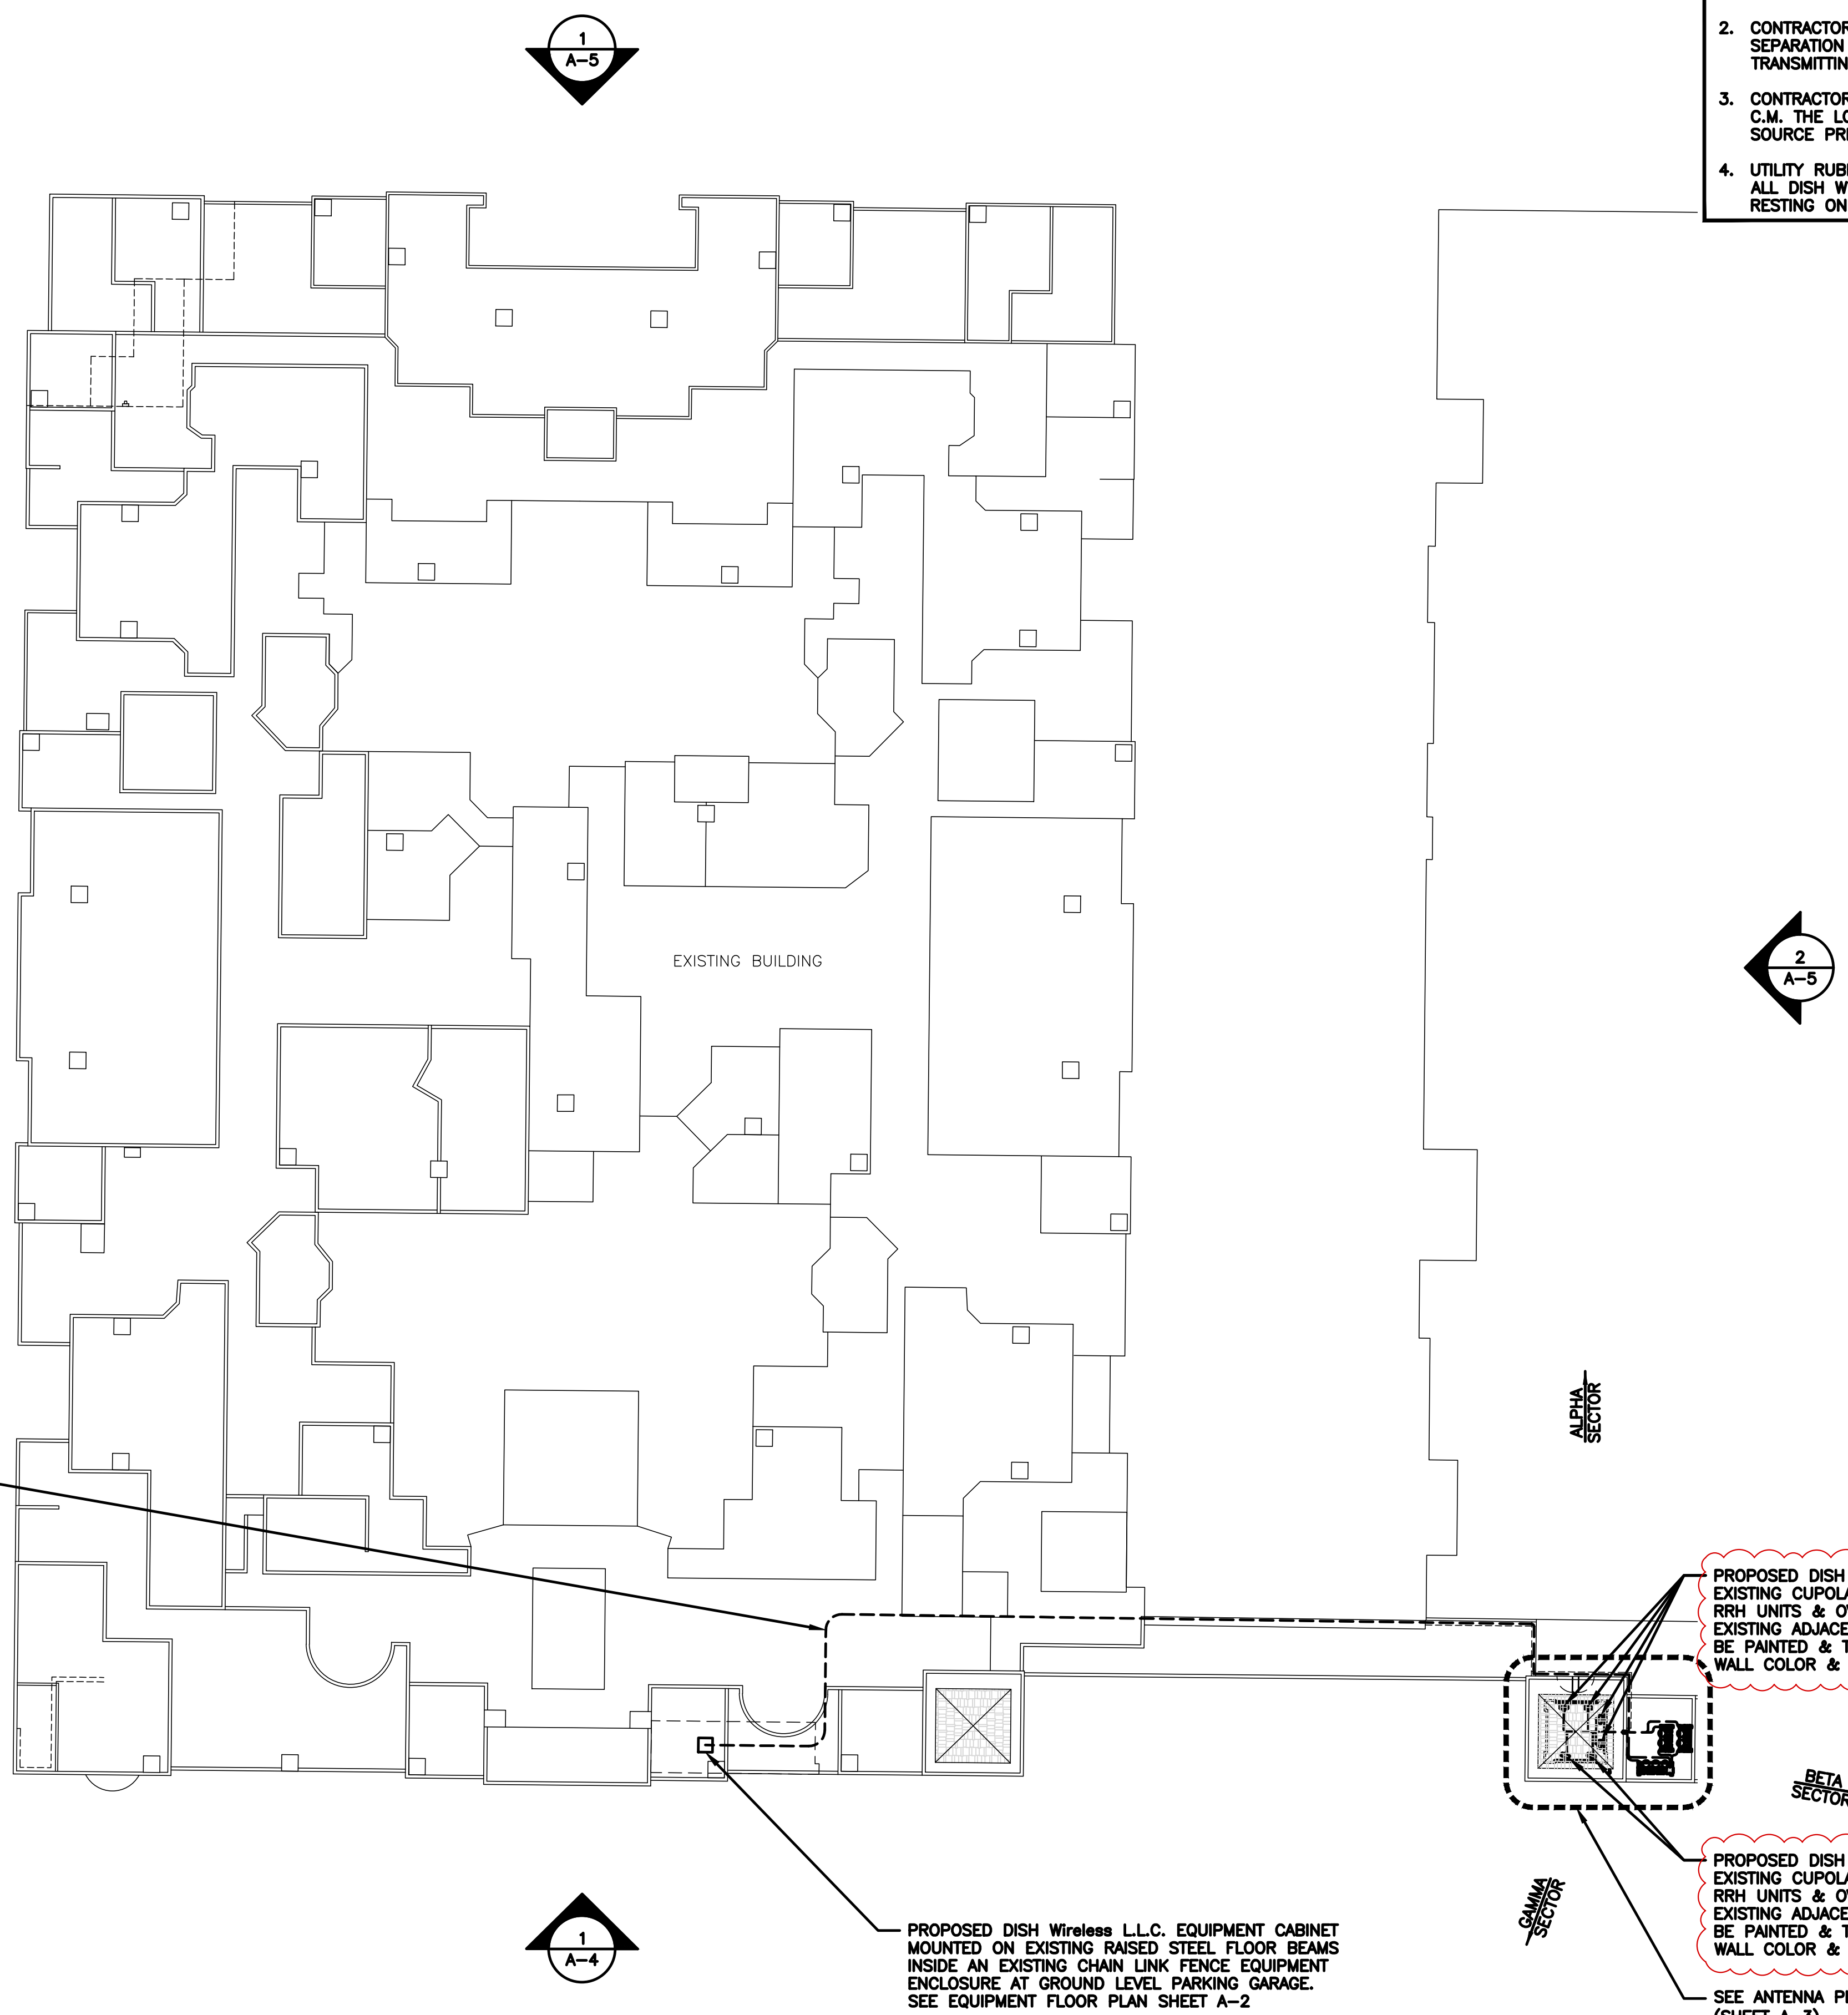 1
A-5
2. CONTRACTOR
SEPARATION
TRANSMITTIN
3. CONTRACTOR
C.M. THE LO
SOURCE PR
4. UTILITY RUB
ALL DISH W
RESTING ON
EXISTING BUILDING
2
A-5
ALPHA
SECTOR
PROPOSED DISH
EXISTING CUPOLA
RRH UNITS & O
EXISTING ADJACE
BE PAINTED & T
WALL COLOR &
BETA
SECTOR
PROPOSED DISH
EXISTING CUPOLA
RRH UNITS & O
EXISTING ADJACE
BE PAINTED & T
WALL COLOR &
GAMMA
SECTOR
1
A-4
PROPOSED DISH Wireless L.L.C. EQUIPMENT CABINET
MOUNTED ON EXISTING RAISED STEEL FLOOR BEAMS
INSIDE AN EXISTING CHAIN LINK FENCE EQUIPMENT
ENCLOSURE AT GROUND LEVEL PARKING GARAGE.
SEE EQUIPMENT FLOOR PLAN SHEET A-2
SEE ANTENNA P
(SHEET A-3)